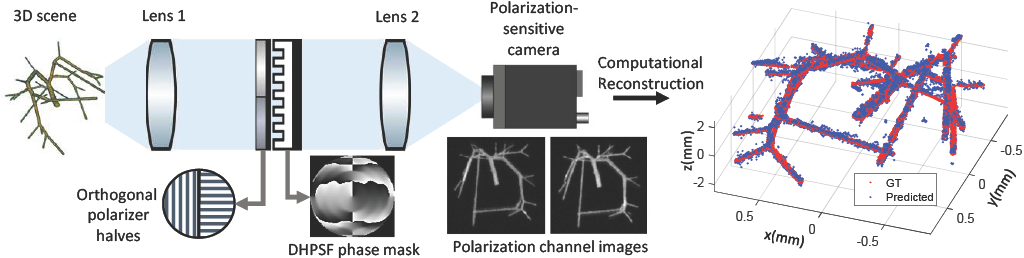 3D scene
Lens 1
Lens 2
Polarization-
sensitive
camera
Computational
Reconstruction
Orthogonal
polarizer
halves
DHPSF phase mask
Polarization channel images
z(mm)
2
0
-2
0.5
0
-0.5
x(mm)
0.5
0
-0.5
y(mm)
GT
Predicted